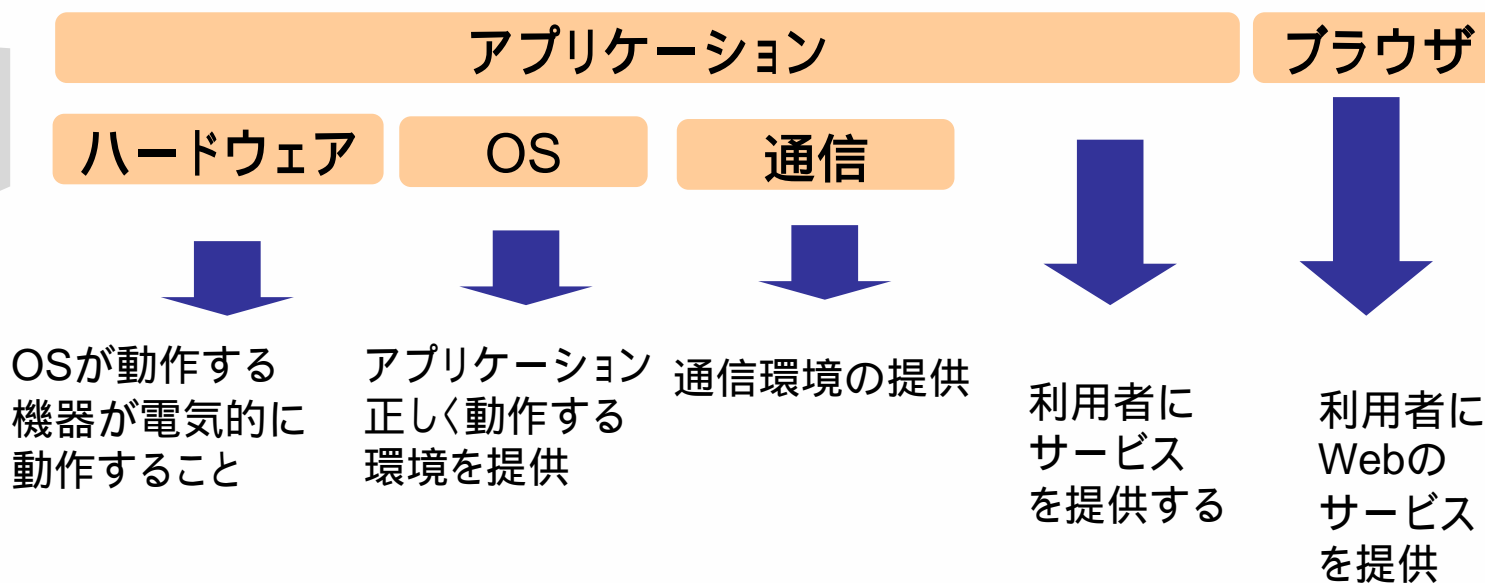 アプリケーション
ブラウザ
ハードウェア
OS
通信
OSが動作する
機器が電気的に
動作すること
アプリケーション
正しく動作する
環境を提供
通信環境の提供
利用者に
サービス
を提供する
利用者に
Webの
サービス
を提供